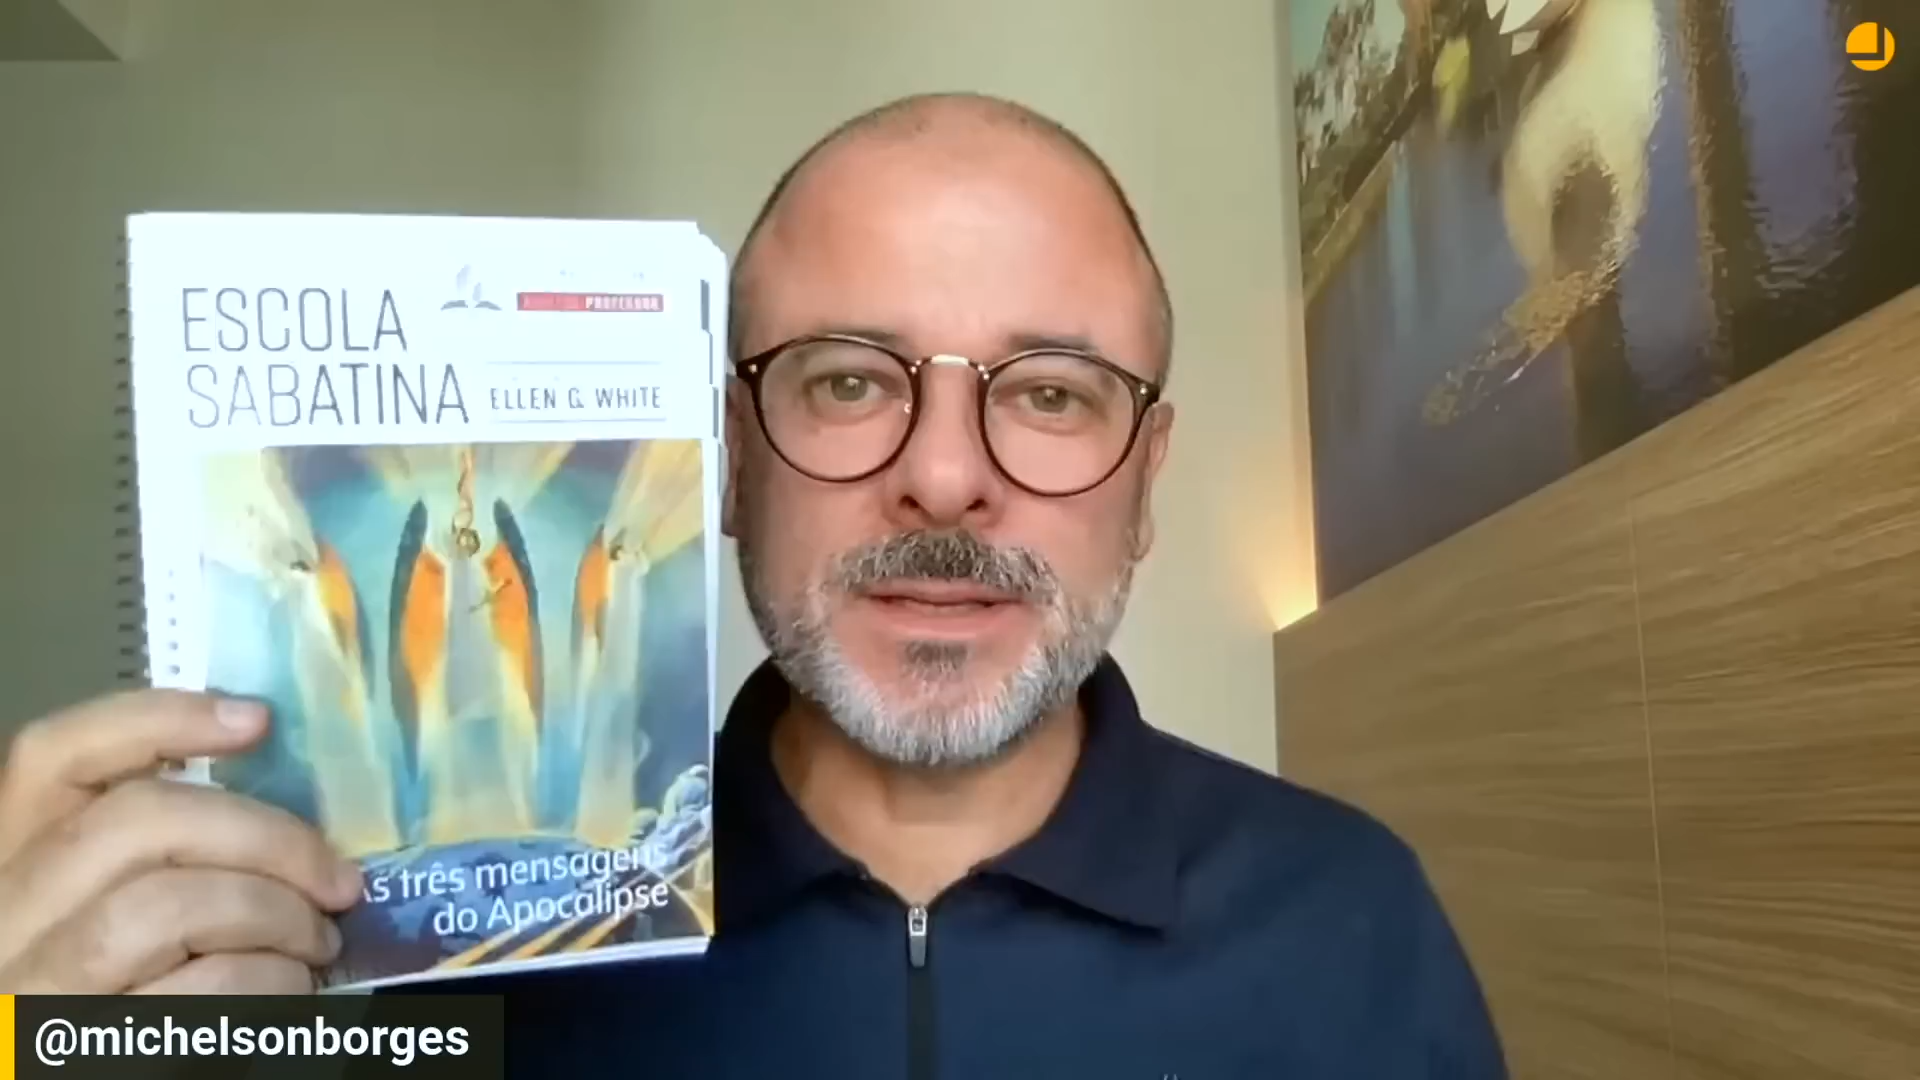 ESCOLA
SABATINA
PROFESSOR
ELLEN G. WHITE
As três mensagens
do Apocalipse
@michelsonborges